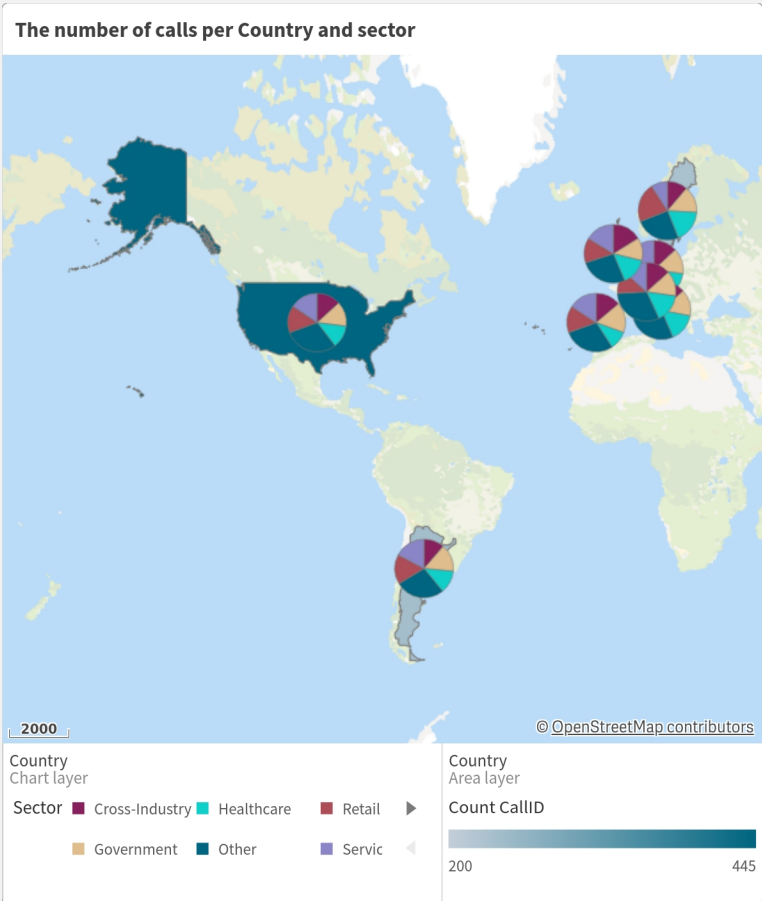 The number of calls per Country and sector
2000
© OpenStreetMap contributors
Country
Chart layer
Sector
Cross-Industry
Healthcare
Retail
Government
Other
Servic
Country
Area layer
Count CallID
200
445